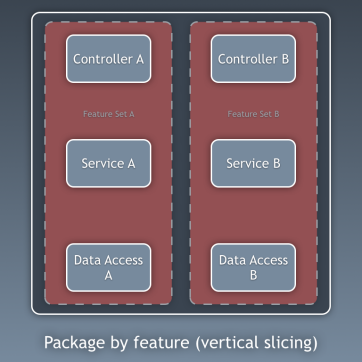 Controller A
Controller B
Feature Set A
Feature Set B
Service A
Service B
Data Access
A
Data Access
B
Package by feature (vertical slicing)